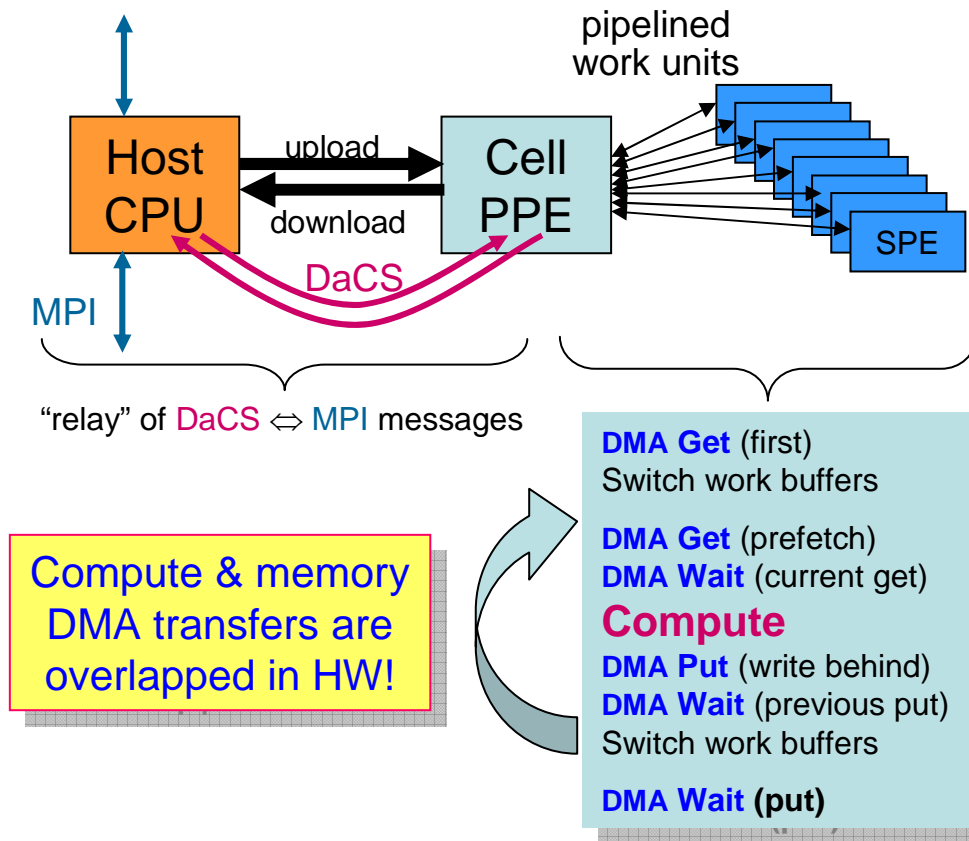 pipelined
work units
Host
CPU
upload
download
Cell
PPE
SPE
DaCS
MPI
“relay” of DaCS ⇔ MPI messages
Compute & memory
DMA transfers are
overlapped in HW!
DMA Get (first)
Switch work buffers
DMA Get (prefetch)
DMA Wait (current get)
Compute
DMA Put (write behind)
DMA Wait (previous put)
Switch work buffers
DMA Wait (put)